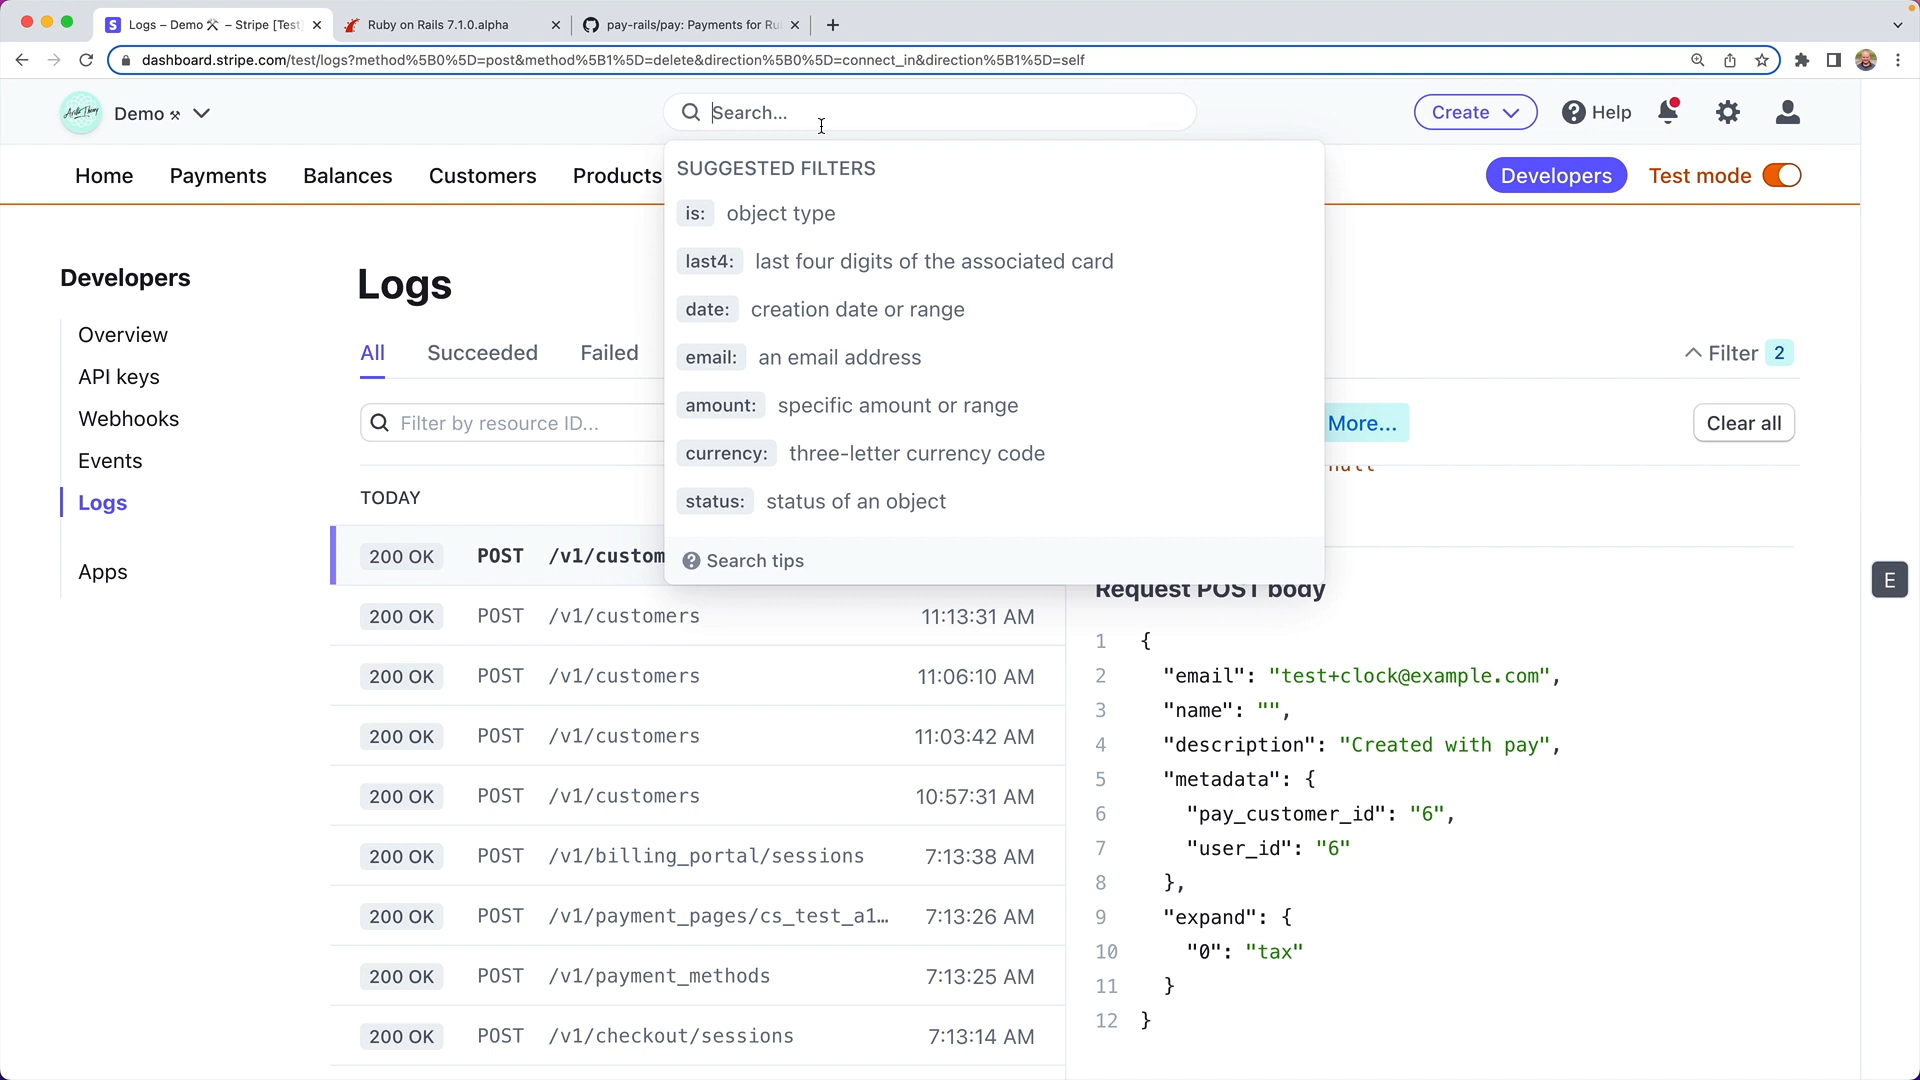 Logs – Demo ⚒ – Stripe [Test
Ruby on Rails 7.1.0.alpha
pay-rails/pay: Payments for Ru
dashboard.stripe.com/test/logs?method%5B0%5D=post&method%5B1%5D=delete&direction%5B0%5D=connect_in&direction%5B1%5D=self
Demo ⚒
Search...
Create
Help
Home
Payments
Balances
Customers
Products
Developers
Test mode
SUGGESTED FILTERS
is: object type
last4: last four digits of the associated card
date: creation date or range
email: an email address
amount: specific amount or range
currency: three-letter currency code
status: status of an object
Search tips
Developers
Overview
API keys
Webhooks
Events
Logs
Apps
Logs
All
Succeeded
Failed
Filter 2
Filter by resource ID...
More...
Clear all
null
TODAY
200 OK POST /v1/custom
200 OK POST /v1/customers 11:13:31 AM
200 OK POST /v1/customers 11:06:10 AM
200 OK POST /v1/customers 11:03:42 AM
200 OK POST /v1/customers 10:57:31 AM
200 OK POST /v1/billing_portal/sessions 7:13:38 AM
200 OK POST /v1/payment_pages/cs_test_a1… 7:13:26 AM
200 OK POST /v1/payment_methods 7:13:25 AM
200 OK POST /v1/checkout/sessions 7:13:14 AM
Request POST body
1 {
2 "email": "test+clock@example.com",
3 "name": "",
4 "description": "Created with pay",
5 "metadata": {
6 "pay_customer_id": "6",
7 "user_id": "6"
8 },
9 "expand": {
10 "0": "tax"
11 }
12 }
E